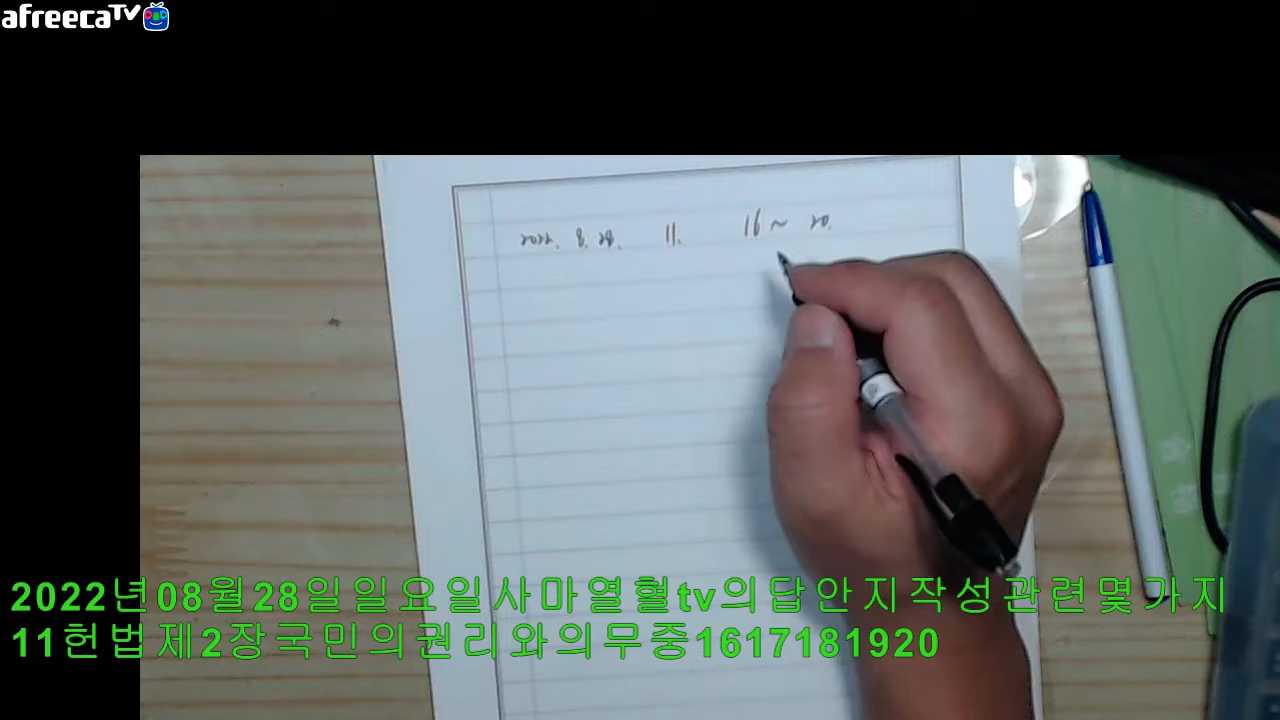 afreecaTV
2022. 8. 28. 11. 16 ~ 20.
2022년08월28일일요일사마열혈tv의답안지작성관련몇가지
11헌법제2장국민의권리와의무중1617181920